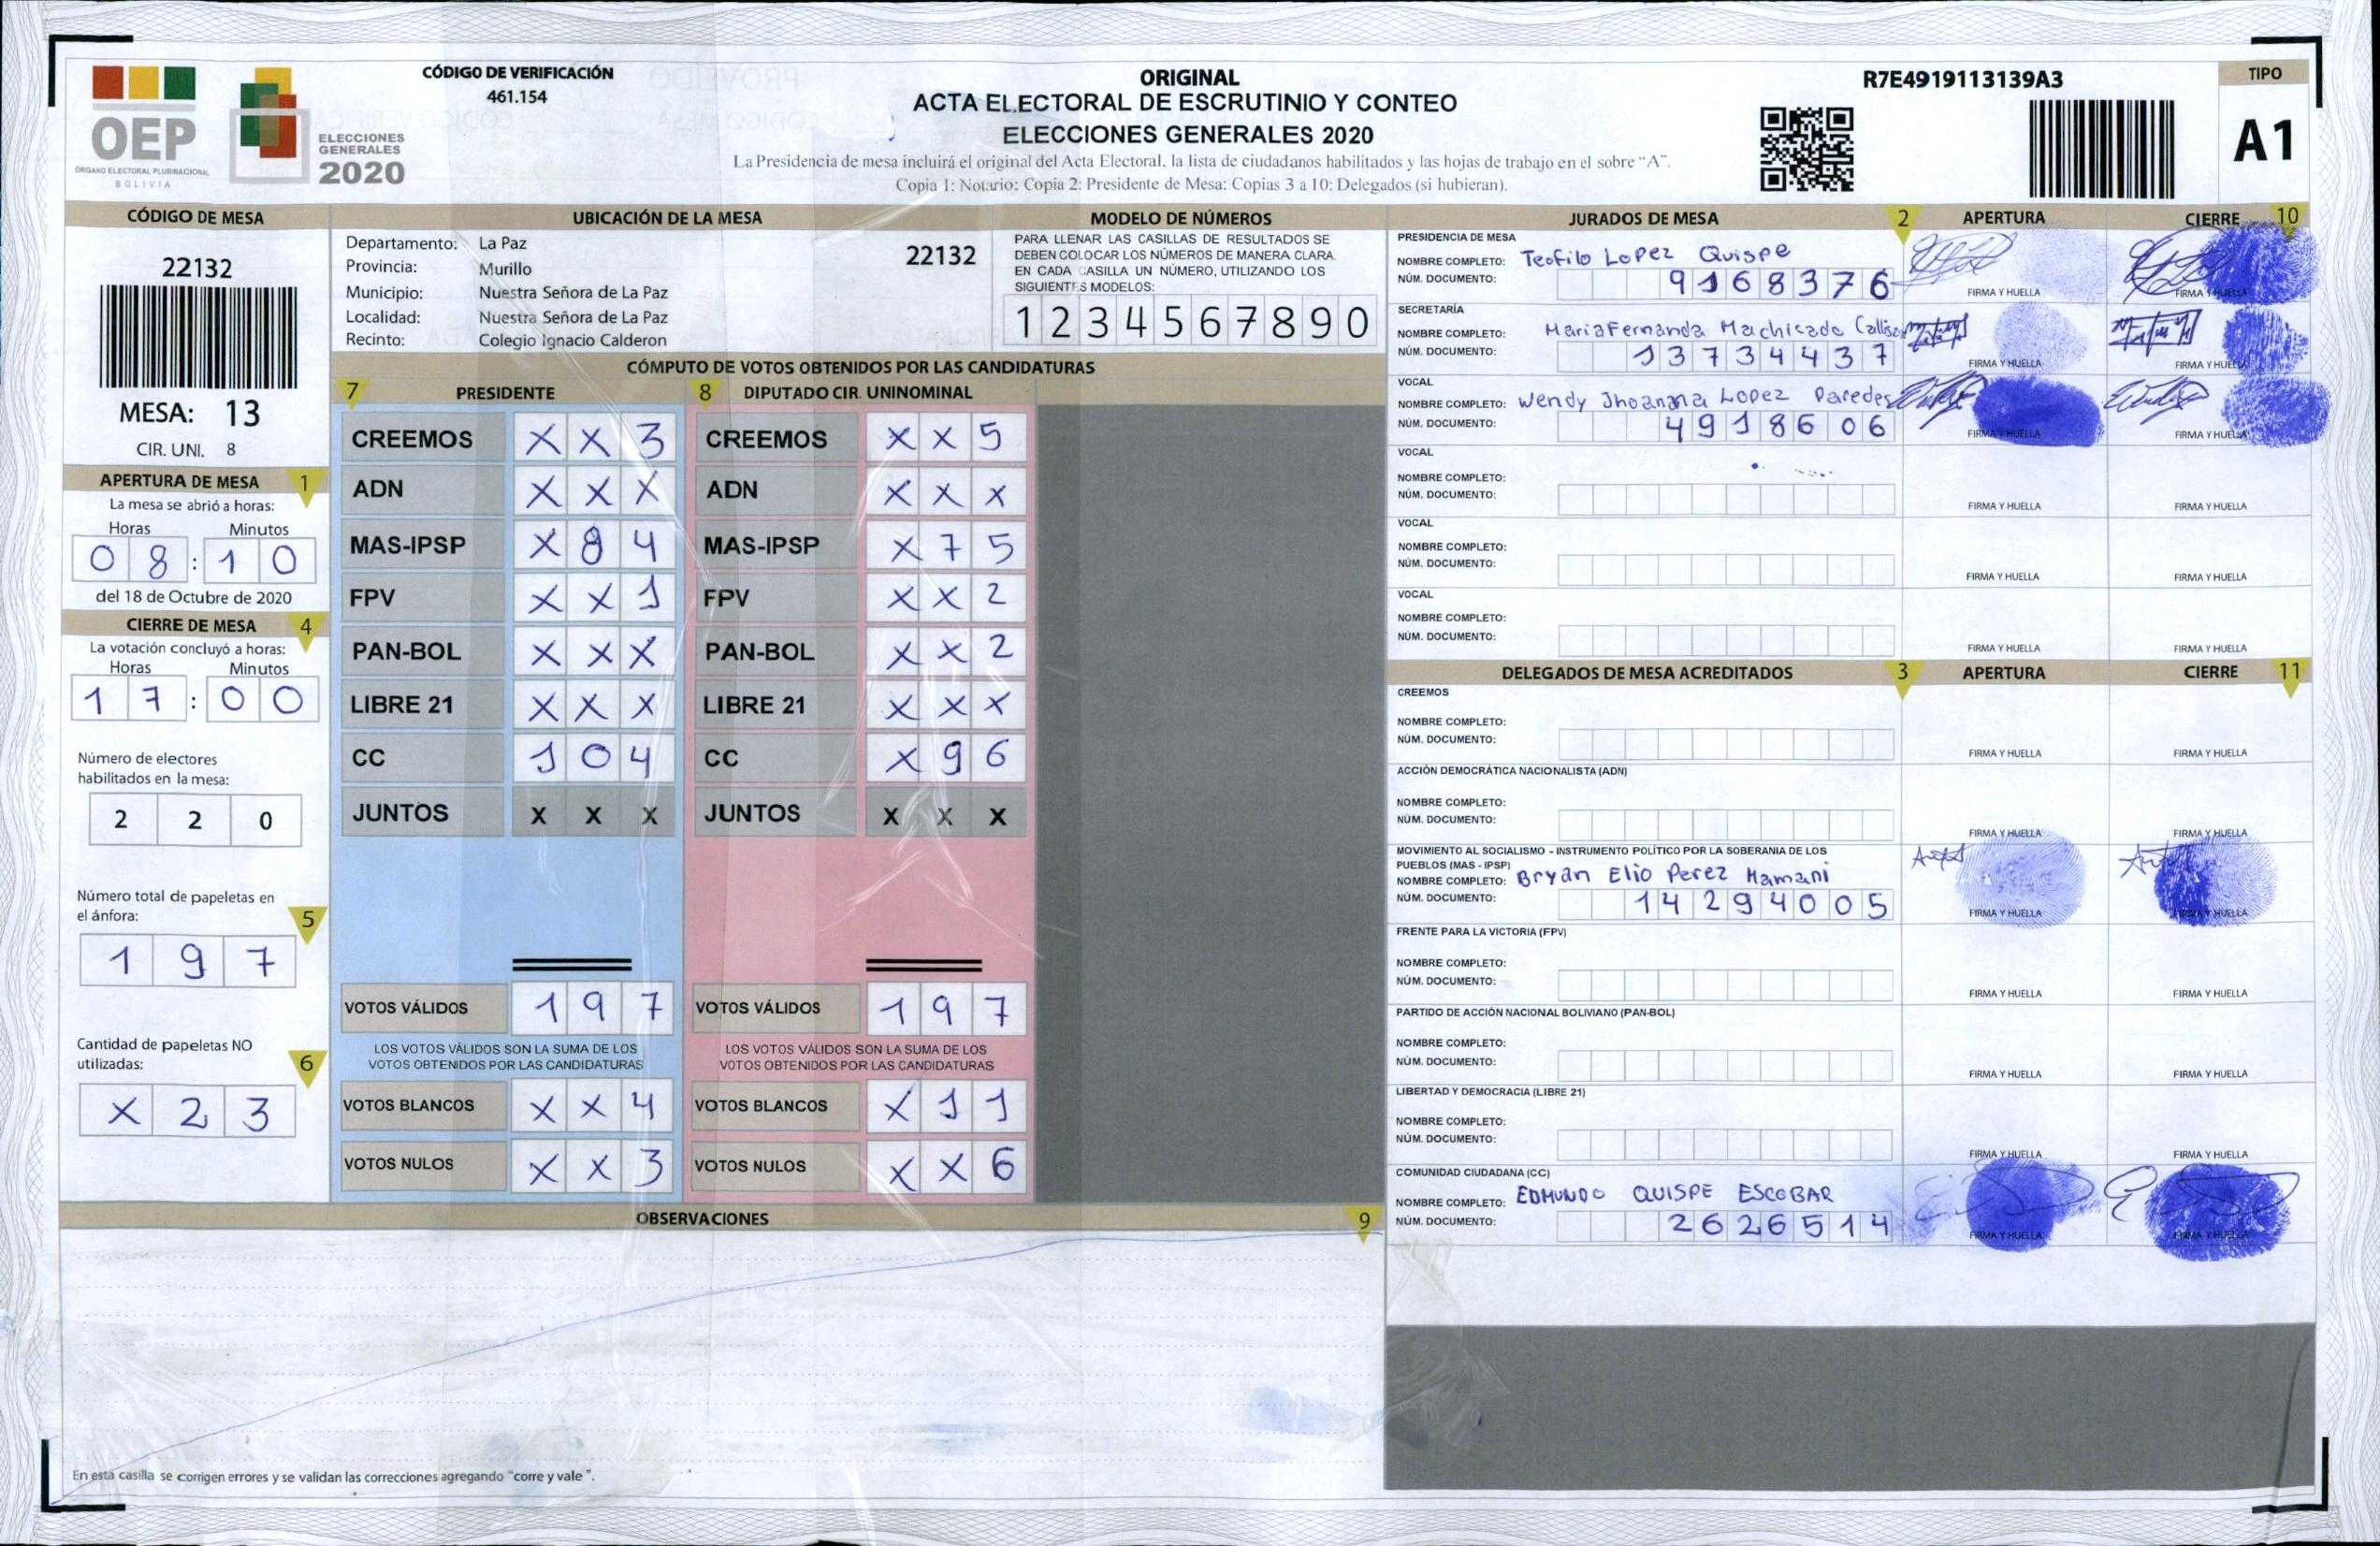 CÓDIGO DE VERIFICACIÓN
461.154
OEP
ÓRGANO ELECTORAL PLURINACIONAL
BOLIVIA
ELECCIONES
GENERALES
2020
ORIGINAL
ACTA ELECTORAL DE ESCRUTINIO Y CONTEO
ELECCIONES GENERALES 2020
La Presidencia de mesa incluirá el original del Acta Electoral, la lista de ciudadanos habilitados y las hojas de trabajo en el sobre "A".
Copia 1: Notario; Copia 2: Presidente de Mesa; Copias 3 a 10: Delegados (si hubieran).
R7E4919113139A3
TIPO
A1
CÓDIGO DE MESA
22132
MESA: 13
CIR. UNI. 8
APERTURA DE MESA 1
La mesa se abrió a horas:
Horas Minutos
08:10
del 18 de Octubre de 2020
CIERRE DE MESA 4
La votación concluyó a horas:
Horas Minutos
17:00
Número de electores
habilitados en la mesa:
2 2 0
Número total de papeletas en
el ánfora: 5
1 9 7
Cantidad de papeletas NO
utilizadas: 6
X 2 3
UBICACIÓN DE LA MESA
Departamento: La Paz 22132
Provincia: Murillo
Municipio: Nuestra Señora de La Paz
Localidad: Nuestra Señora de La Paz
Recinto: Colegio Ignacio Calderon
MODELO DE NÚMEROS
PARA LLENAR LAS CASILLAS DE RESULTADOS SE
DEBEN COLOCAR LOS NÚMEROS DE MANERA CLARA.
EN CADA CASILLA UN NÚMERO, UTILIZANDO LOS
SIGUIENTES MODELOS:
1 2 3 4 5 6 7 8 9 0
CÓMPUTO DE VOTOS OBTENIDOS POR LAS CANDIDATURAS
7 PRESIDENTE 8 DIPUTADO CIR. UNINOMINAL
CREEMOS X X 3 CREEMOS X X 5
ADN X X X ADN X X X
MAS-IPSP X 8 4 MAS-IPSP X 7 5
FPV X X 1 FPV X X 2
PAN-BOL X X X PAN-BOL X X 2
LIBRE 21 X X X LIBRE 21 X X X
CC 1 0 4 CC X 9 6
JUNTOS X X X JUNTOS X X X
VOTOS VÁLIDOS 1 9 7 VOTOS VÁLIDOS 1 9 7
LOS VOTOS VÁLIDOS SON LA SUMA DE LOS LOS VOTOS VÁLIDOS SON LA SUMA DE LOS
VOTOS OBTENIDOS POR LAS CANDIDATURAS VOTOS OBTENIDOS POR LAS CANDIDATURAS
VOTOS BLANCOS X X 4 VOTOS BLANCOS X 1 1
VOTOS NULOS X X 3 VOTOS NULOS X X 6
OBSERVACIONES 9
En esta casilla se corrigen errores y se validan las correcciones agregando "corre y vale".
JURADOS DE MESA 2 APERTURA CIERRE 10
PRESIDENCIA DE MESA
NOMBRE COMPLETO: Teofilo Lopez Quispe
NÚM. DOCUMENTO: 9168376
FIRMA Y HUELLA FIRMA Y HUELLA
SECRETARÍA
NOMBRE COMPLETO: Maria Fernanda Machicado
NÚM. DOCUMENTO: 13734437
FIRMA Y HUELLA FIRMA Y HUELLA
VOCAL
NOMBRE COMPLETO: Wendy Jhoanna Lopez Paredes
NÚM. DOCUMENTO: 4918606
FIRMA Y HUELLA FIRMA Y HUELLA
VOCAL
NOMBRE COMPLETO:
NÚM. DOCUMENTO:
FIRMA Y HUELLA FIRMA Y HUELLA
VOCAL
NOMBRE COMPLETO:
NÚM. DOCUMENTO:
FIRMA Y HUELLA FIRMA Y HUELLA
VOCAL
NOMBRE COMPLETO:
NÚM. DOCUMENTO:
FIRMA Y HUELLA FIRMA Y HUELLA
DELEGADOS DE MESA ACREDITADOS 3 APERTURA CIERRE 11
CREEMOS
NOMBRE COMPLETO:
NÚM. DOCUMENTO:
FIRMA Y HUELLA FIRMA Y HUELLA
ACCIÓN DEMOCRÁTICA NACIONALISTA (ADN)
NOMBRE COMPLETO:
NÚM. DOCUMENTO:
FIRMA Y HUELLA FIRMA Y HUELLA
MOVIMIENTO AL SOCIALISMO - INSTRUMENTO POLÍTICO POR LA SOBERANIA DE LOS
PUEBLOS (MAS - IPSP)
NOMBRE COMPLETO: Bryan Elio Perez Mamani
NÚM. DOCUMENTO: 14294005
FIRMA Y HUELLA FIRMA Y HUELLA
FRENTE PARA LA VICTORIA (FPV)
NOMBRE COMPLETO:
NÚM. DOCUMENTO:
FIRMA Y HUELLA FIRMA Y HUELLA
PARTIDO DE ACCIÓN NACIONAL BOLIVIANO (PAN-BOL)
NOMBRE COMPLETO:
NÚM. DOCUMENTO:
FIRMA Y HUELLA FIRMA Y HUELLA
LIBERTAD Y DEMOCRACIA (LIBRE 21)
NOMBRE COMPLETO:
NÚM. DOCUMENTO:
FIRMA Y HUELLA FIRMA Y HUELLA
COMUNIDAD CIUDADANA (CC)
NOMBRE COMPLETO: EDMUNDO QUISPE ESCOBAR
NÚM. DOCUMENTO: 2626514
FIRMA Y HUELLA FIRMA Y HUELLA